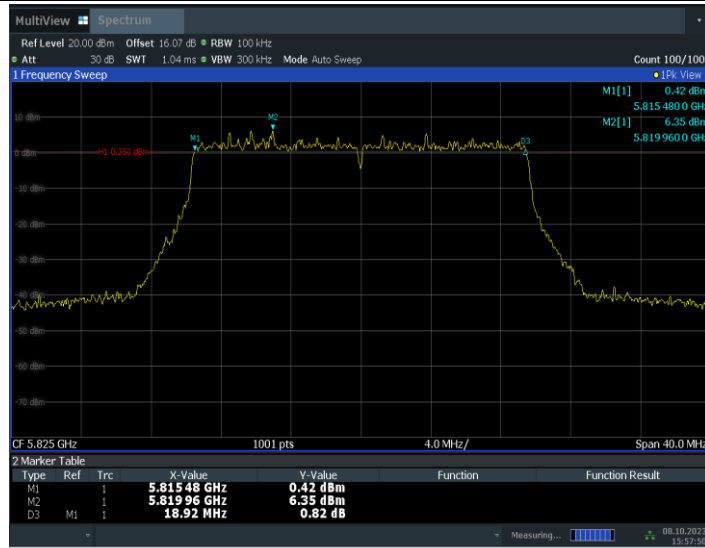 MultiView Spectrum
Ref Level 20.00 dBm Offset 16.07 dB RBW 100 kHz
Att 30 dB SWT 1.04 ms VBW 300 kHz Mode Auto Sweep Count 100/100
1 Frequency Sweep 1Pk View
M1[1] 0.42 dBm
5.815 480 0 GHz
M2[1] 6.35 dBm
5.819 960 0 GHz
10 dBm
M2
M1
D3
0 dBm
H1 0.350 dBm
-10 dBm
-20 dBm
-30 dBm
-40 dBm
-50 dBm
-60 dBm
-70 dBm
CF 5.825 GHz 1001 pts 4.0 MHz/ Span 40.0 MHz
2 Marker Table
Type Ref Trc X-Value Y-Value Function Function Result
M1 1 5.81548 GHz 0.42 dBm
M2 1 5.81996 GHz 6.35 dBm
D3 M1 1 18.92 MHz 0.82 dB
Measuring... 08.10.2023
15:57:50